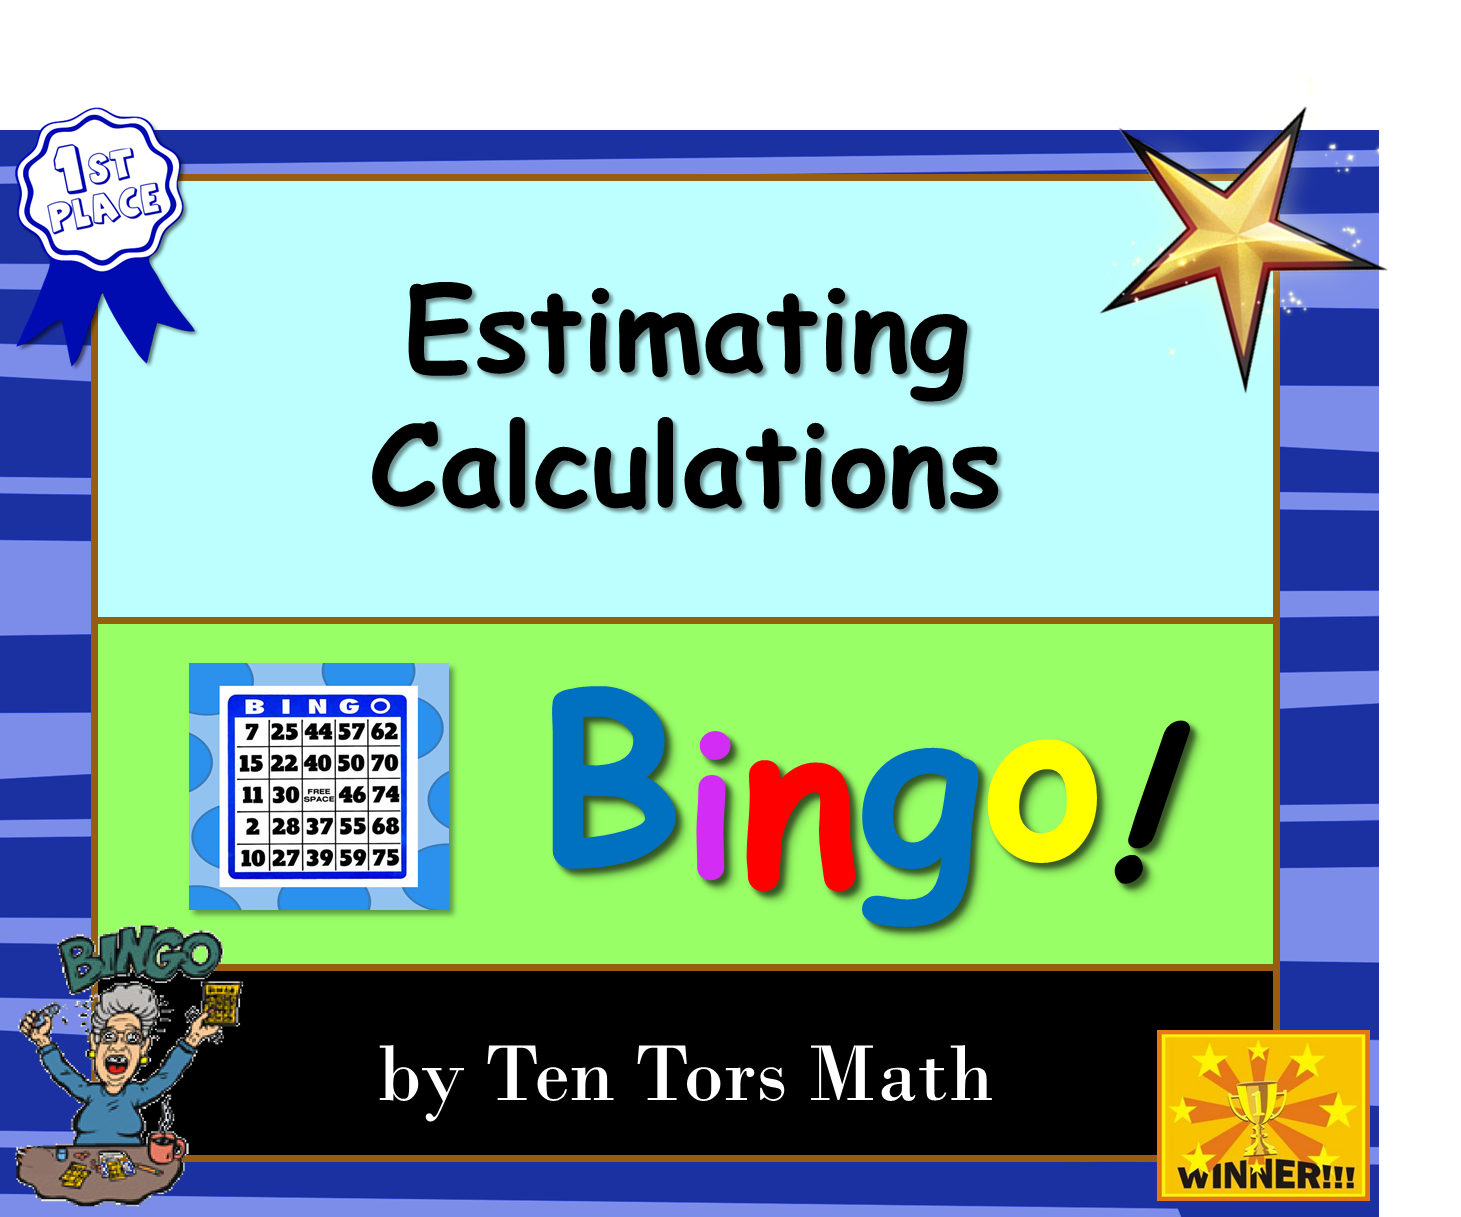 1ST
PLACE
Estimating
Calculations
B I N G O
7 25 44 57 62
15 22 40 50 70
11 30 FREE SPACE 46 74
2 28 37 55 68
10 27 39 59 75
Bingo!
BINGO
by Ten Tors Math
1
WINNER!!!